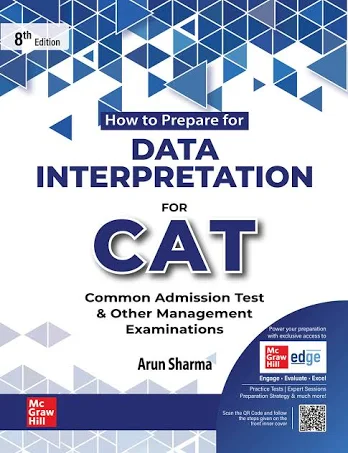 8th Edition
How to Prepare for
DATA
INTERPRETATION
FOR
CAT
Common Admission Test
& Other Management
Examinations
Arun Sharma
Power your preparation
with exclusive access to
Mc
Graw
Hill
edge
Engage • Evaluate • Excel
Practice Tests | Expert Sessions
Preparation Strategy & much more!
Scan the QR Code and follow
the steps given on the
front inner cover
Mc
Graw
Hill